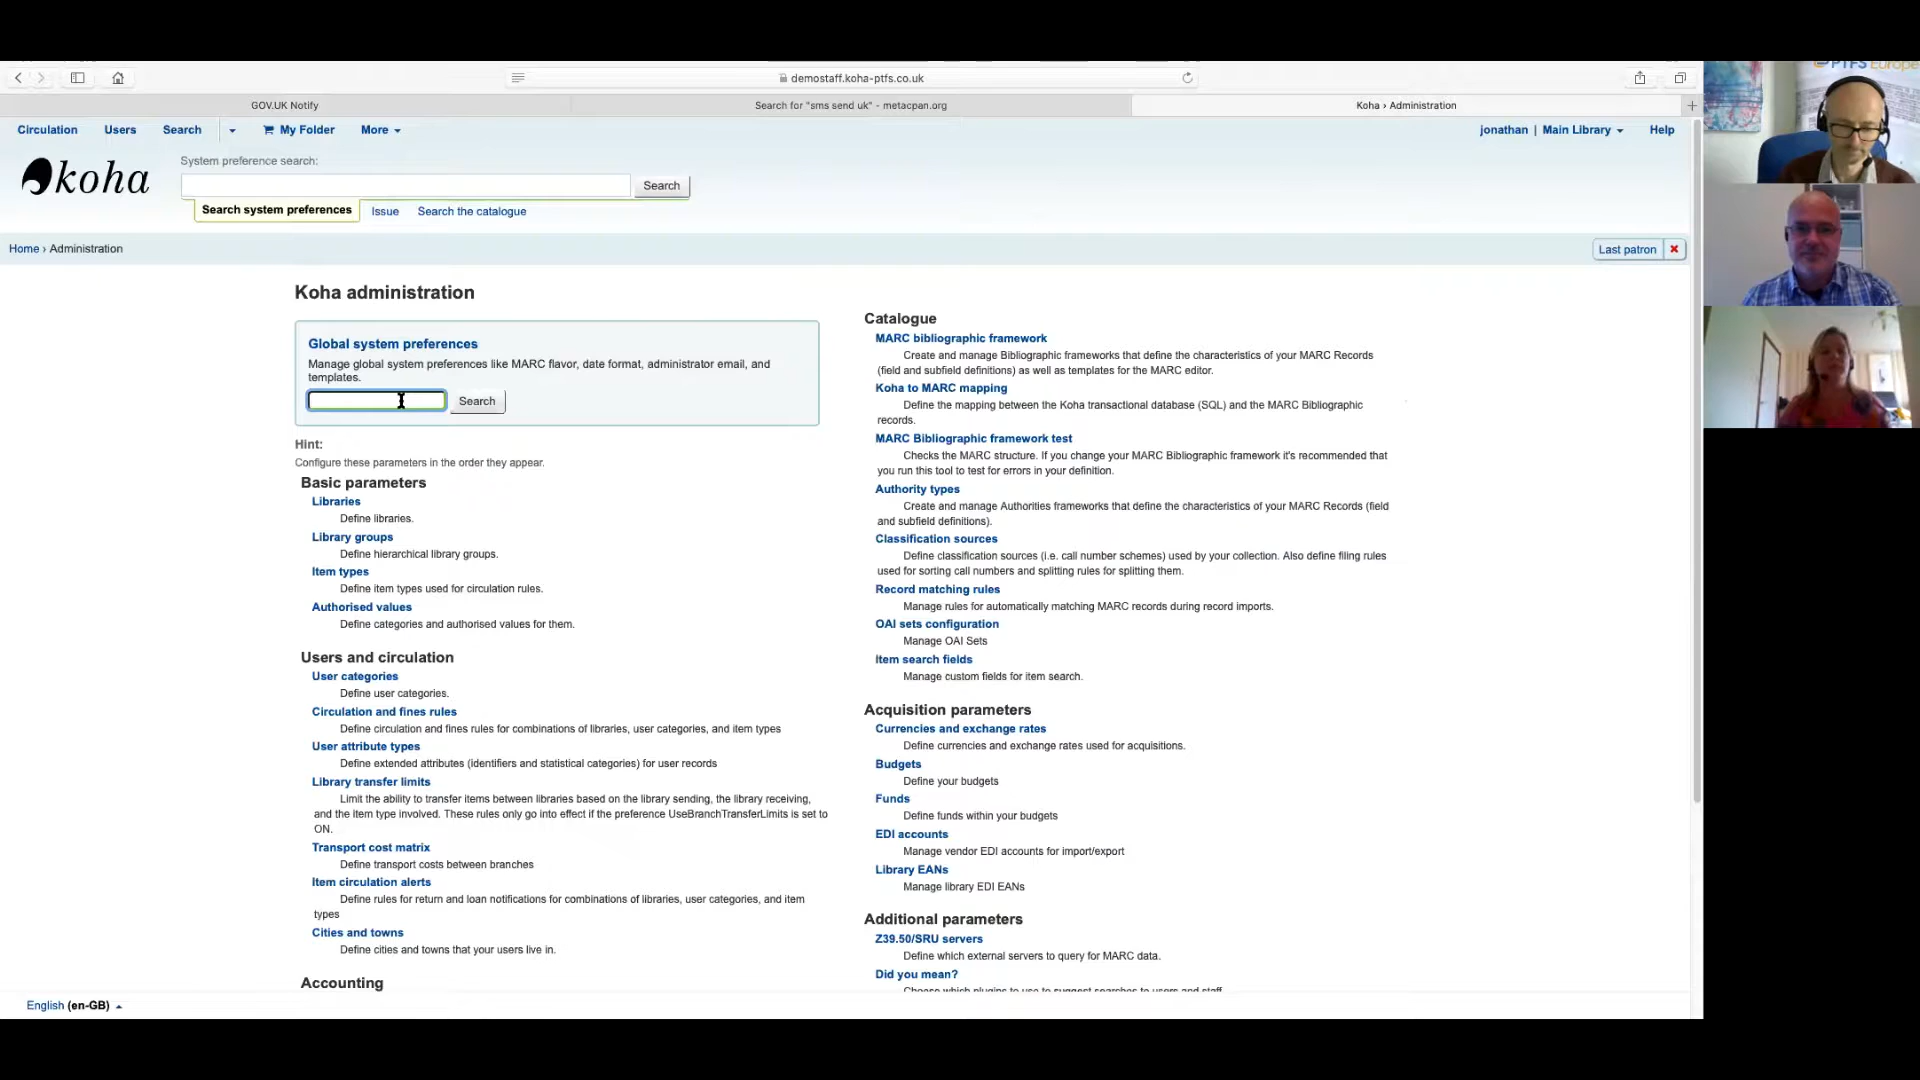 demostaff.koha-ptfs.co.uk
GOV.UK Notify
Search for "sms send uk" - metacpan.org
Koha › Administration
Circulation
Users
Search
My Folder
More
jonathan | Main Library
Help
koha
System preference search:
Search
Search system preferences
Issue
Search the catalogue
Home › Administration
Last patron
Koha administration
Global system preferences
Manage global system preferences like MARC flavor, date format, administrator email, and
templates.
Search
Hint:
Configure these parameters in the order they appear.
Basic parameters
Libraries
Define libraries.
Library groups
Define hierarchical library groups.
Item types
Define item types used for circulation rules.
Authorised values
Define categories and authorised values for them.
Users and circulation
User categories
Define user categories.
Circulation and fines rules
Define circulation and fines rules for combinations of libraries, user categories, and item types
User attribute types
Define extended attributes (identifiers and statistical categories) for user records
Library transfer limits
Limit the ability to transfer items between libraries based on the library sending, the library receiving,
and the item type involved. These rules only go into effect if the preference UseBranchTransferLimits is set to
ON.
Transport cost matrix
Define transport costs between branches
Item circulation alerts
Define rules for return and loan notifications for combinations of libraries, user categories, and item
types
Cities and towns
Define cities and towns that your users live in.
Accounting
Catalogue
MARC bibliographic framework
Create and manage Bibliographic frameworks that define the characteristics of your MARC Records
(field and subfield definitions) as well as templates for the MARC editor.
Koha to MARC mapping
Define the mapping between the Koha transactional database (SQL) and the MARC Bibliographic
records.
MARC Bibliographic framework test
Checks the MARC structure. If you change your MARC Bibliographic framework it's recommended that
you run this tool to test for errors in your definition.
Authority types
Create and manage Authorities frameworks that define the characteristics of your MARC Records (field
and subfield definitions).
Classification sources
Define classification sources (i.e. call number schemes) used by your collection. Also define filing rules
used for sorting call numbers and splitting rules for splitting them.
Record matching rules
Manage rules for automatically matching MARC records during record imports.
OAI sets configuration
Manage OAI Sets
Item search fields
Manage custom fields for item search.
Acquisition parameters
Currencies and exchange rates
Define currencies and exchange rates used for acquisitions.
Budgets
Define your budgets
Funds
Define funds within your budgets
EDI accounts
Manage vendor EDI accounts for import/export
Library EANs
Manage library EDI EANs
Additional parameters
Z39.50/SRU servers
Define which external servers to query for MARC data.
Did you mean?
Choose which plugins to use to suggest searches to users and staff.
English (en-GB)
PTFS Europe